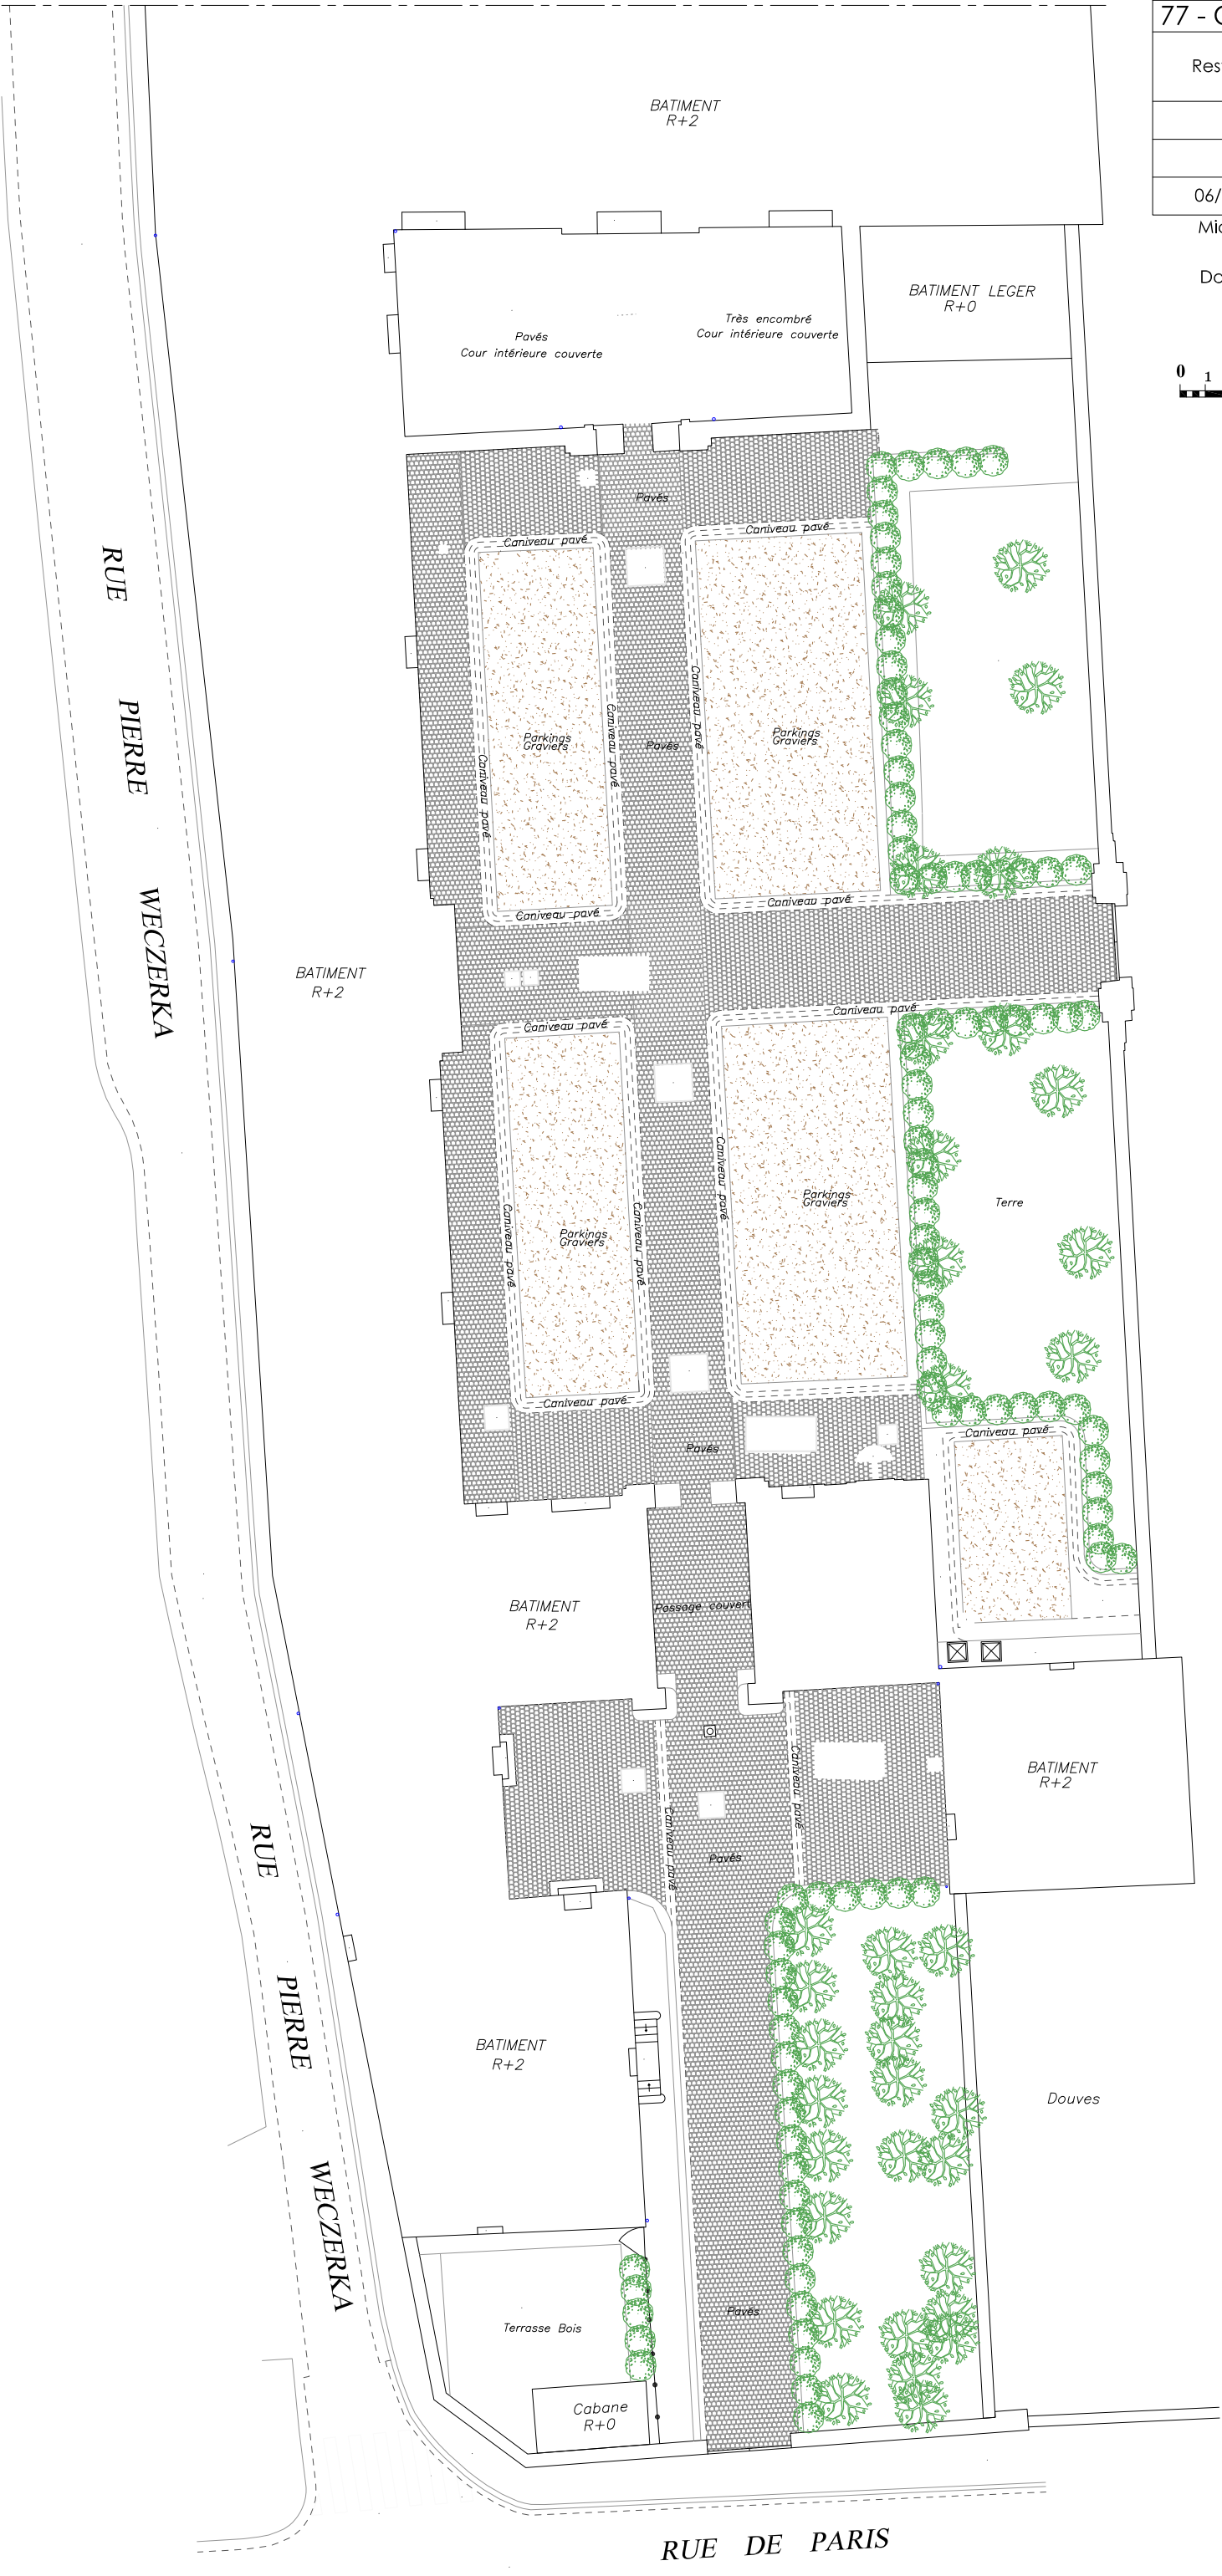 77 - 
BATIMENT
R+2
06/
BATIMENT LEGER
R+0
Très encombré
Cour intérieure couverte
Pavés
Cour intérieure couverte
0 1
Pavés
Caniveau pavé
Caniveau pavé
RUE
PIERRE
WECZERKA
Caniveau pavé
Caniveau pavé
Caniveau pavé
Parkings
Graviers
Pavés
Parkings
Graviers
Caniveau pavé
Caniveau pavé
BATIMENT
R+2
Caniveau pavé
Caniveau pavé
Caniveau pavé
Caniveau pavé
Caniveau pavé
Parkings
Graviers
Parkings
Graviers
Terre
Caniveau pavé
Caniveau pavé
Pavés
BATIMENT
R+2
Passage couvert
BATIMENT
R+2
Caniveau pavé
Caniveau pavé
Pavés
RUE
PIERRE
WECZERKA
BATIMENT
R+2
Douves
Pavés
Terrasse Bois
Cabane
R+0
RUE DE PARIS